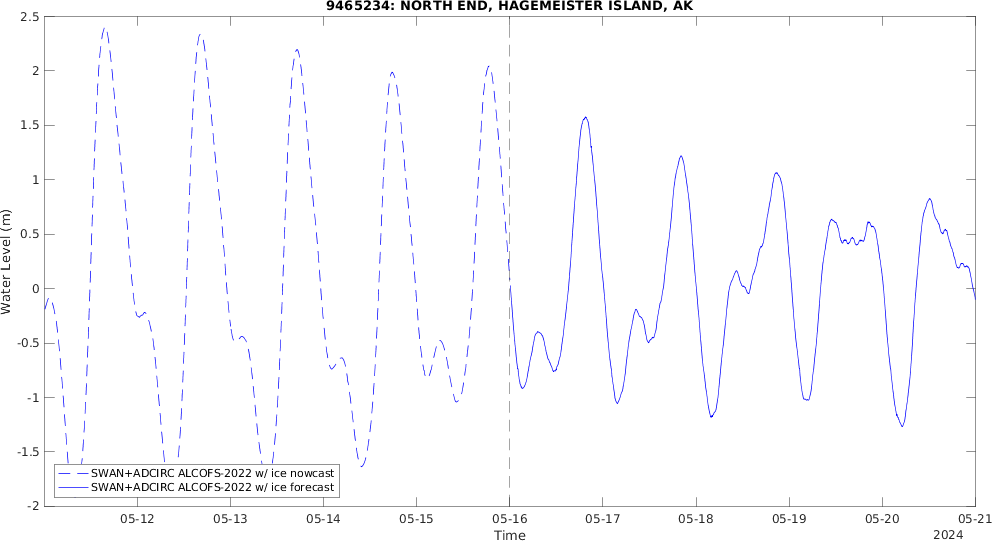 9465234: NORTH END, HAGEMEISTER ISLAND, AK
Water Level (m)
2.5
2
1.5
1
0.5
0
-0.5
-1
-1.5
-2
SWAN+ADCIRC ALCOFS-2022 w/ ice nowcast
SWAN+ADCIRC ALCOFS-2022 w/ ice forecast
05-12 05-13 05-14 05-15 05-16 05-17 05-18 05-19 05-20 05-21
Time
2024